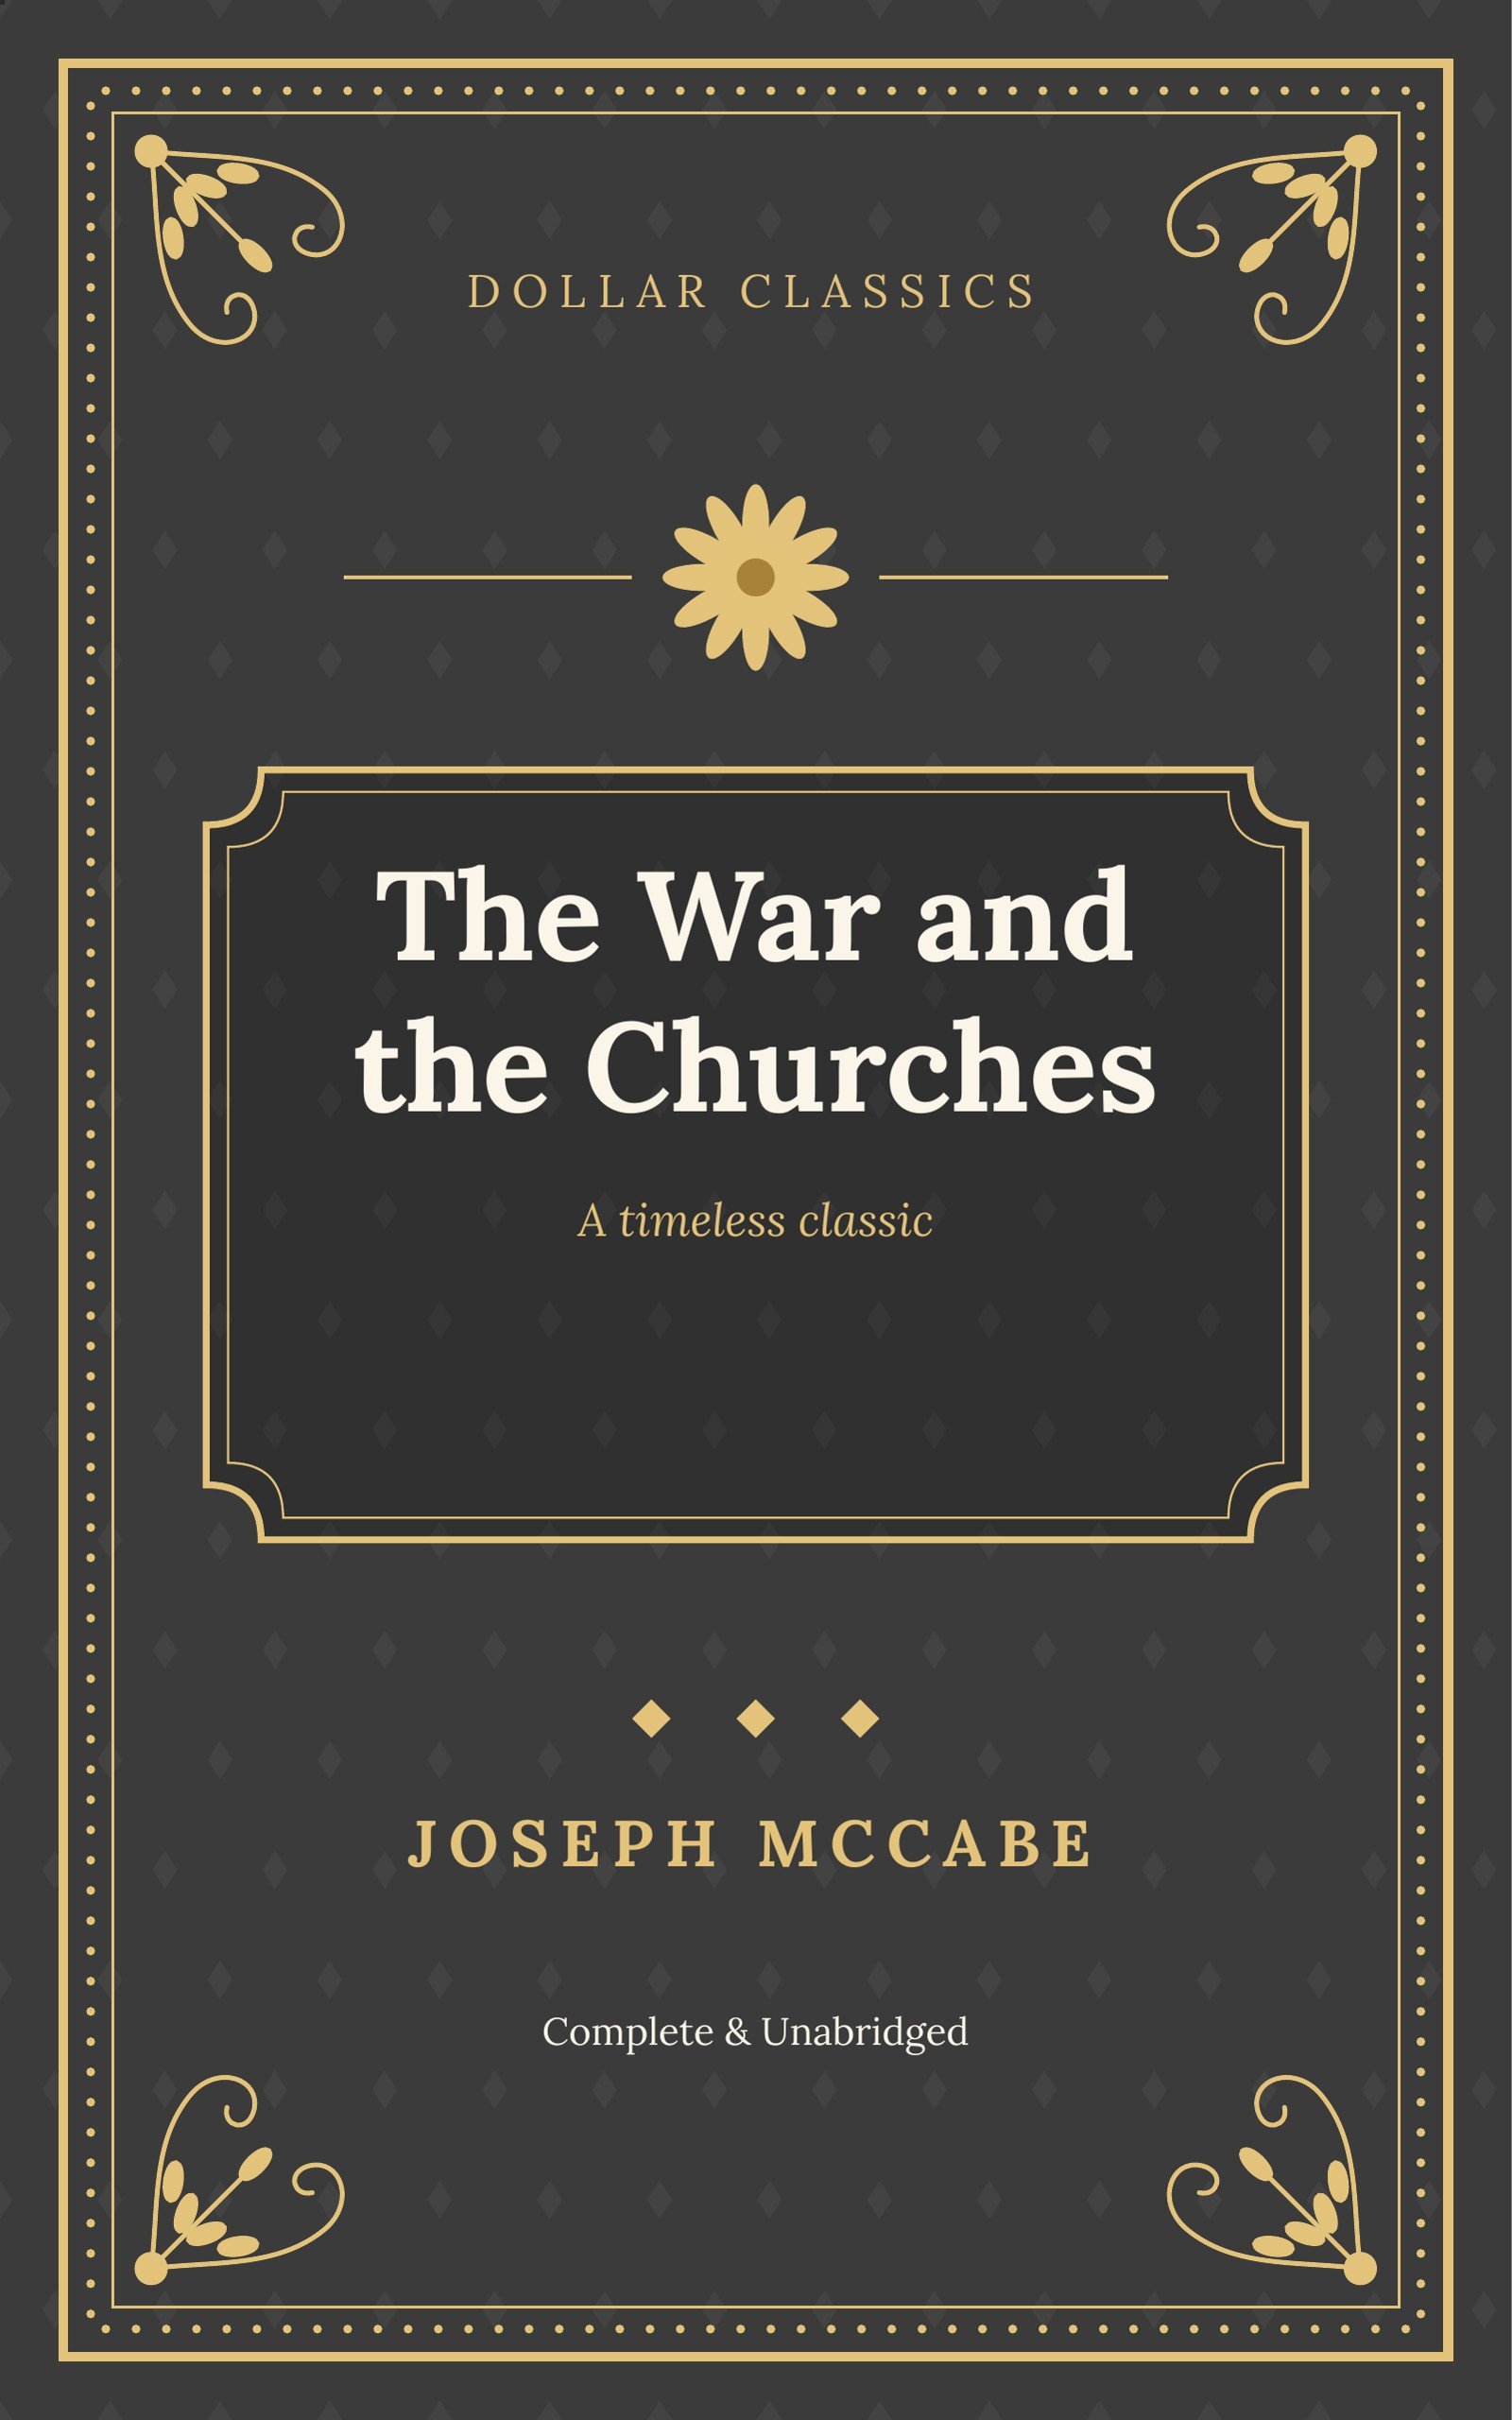 DOLLAR CLASSICS
The War and
the Churches
A timeless classic
JOSEPH MCCABE
Complete & Unabridged